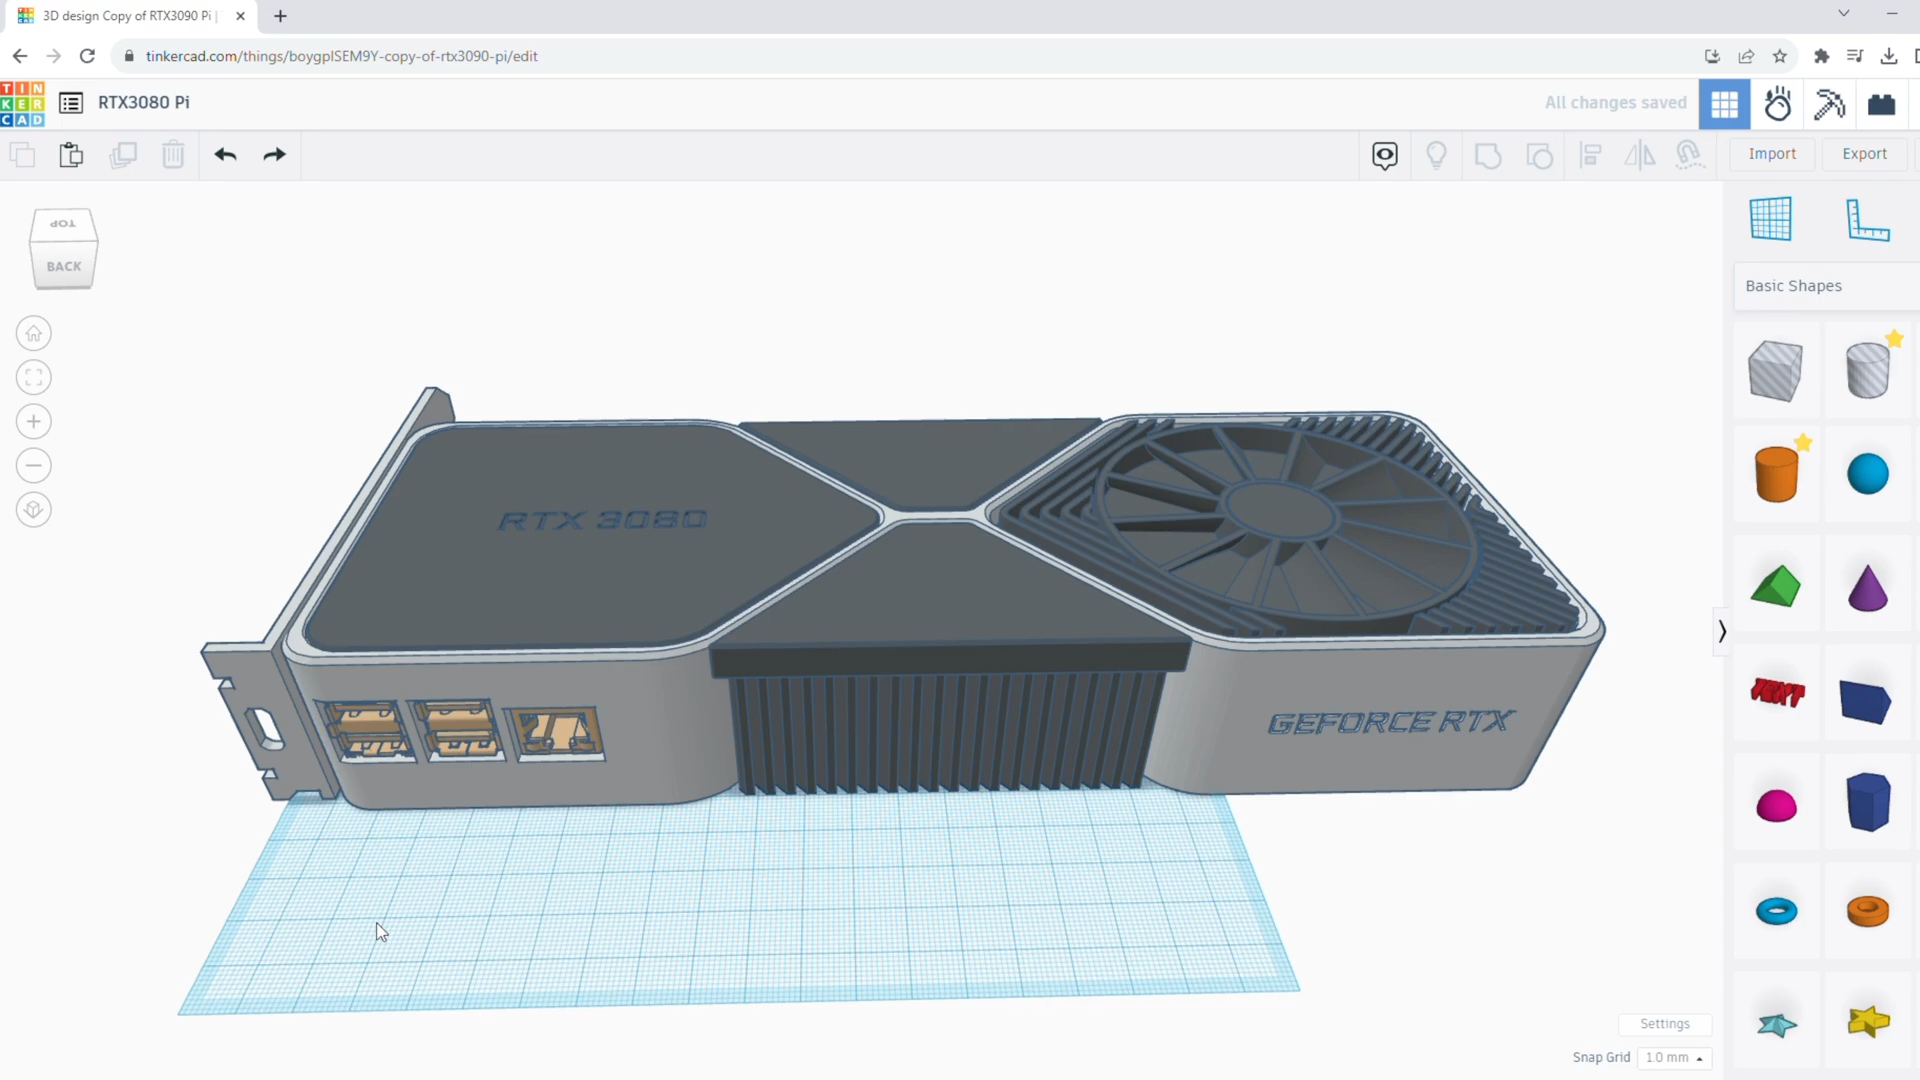 3D design Copy of RTX3090 Pi |
tinkercad.com/things/boygplSEM9Y-copy-of-rtx3090-pi/edit
TIN
KER
CAD
RTX3080 Pi
All changes saved
Import
Export
TOP
BACK
Basic Shapes
RTX 3080
GEFORCE RTX
TEXT
Settings
Snap Grid 1.0 mm